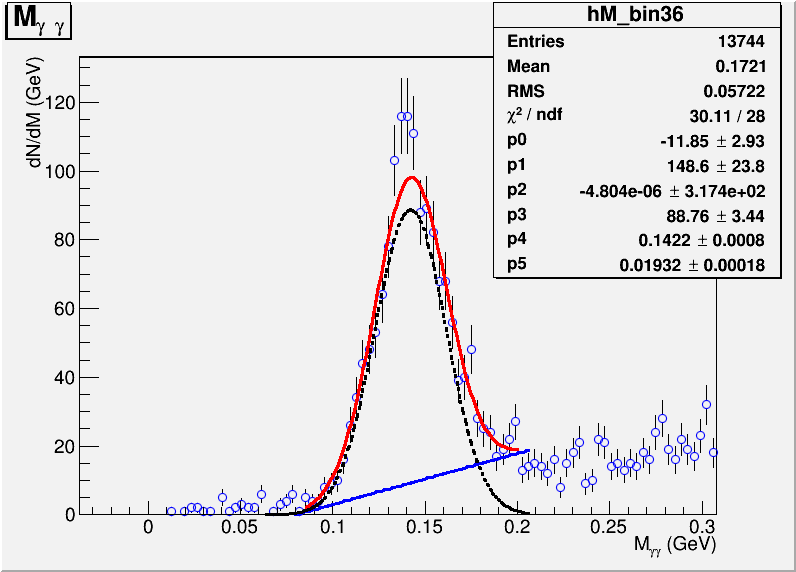 M γ γ
hM_bin36
Entries 13744
Mean 0.1721
RMS 0.05722
χ² / ndf 30.11 / 28
p0 -11.85 ± 2.93
p1 148.6 ± 23.8
p2 -4.804e-06 ± 3.174e+02
p3 88.76 ± 3.44
p4 0.1422 ± 0.0008
p5 0.01932 ± 0.00018
dN/dM (GeV)
120
100
80
60
40
20
0
0 0.05 0.1 0.15 0.2 0.25 0.3
Mγγ (GeV)